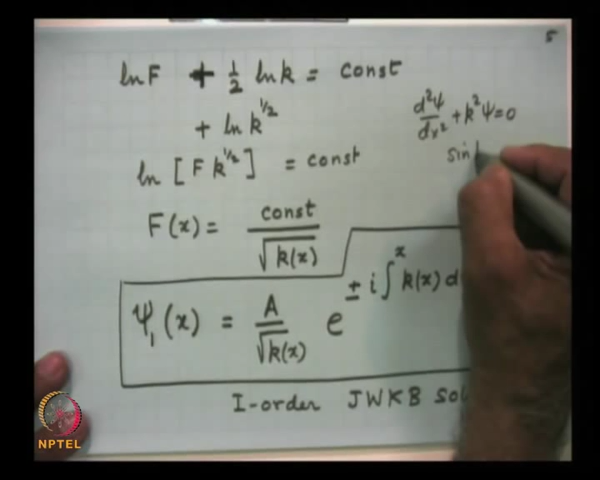 5
ln F + 1/2 ln k = const
+ ln k^{1/2}
d²ψ/dx² + k²ψ = 0
sin
ln [ F k^{1/2} ] = const
F(x) = const / √k(x)
ψ₁(x) = A/√k(x) e^{± i ∫^x k(x) d
I-order JWKB Sol
NPTEL